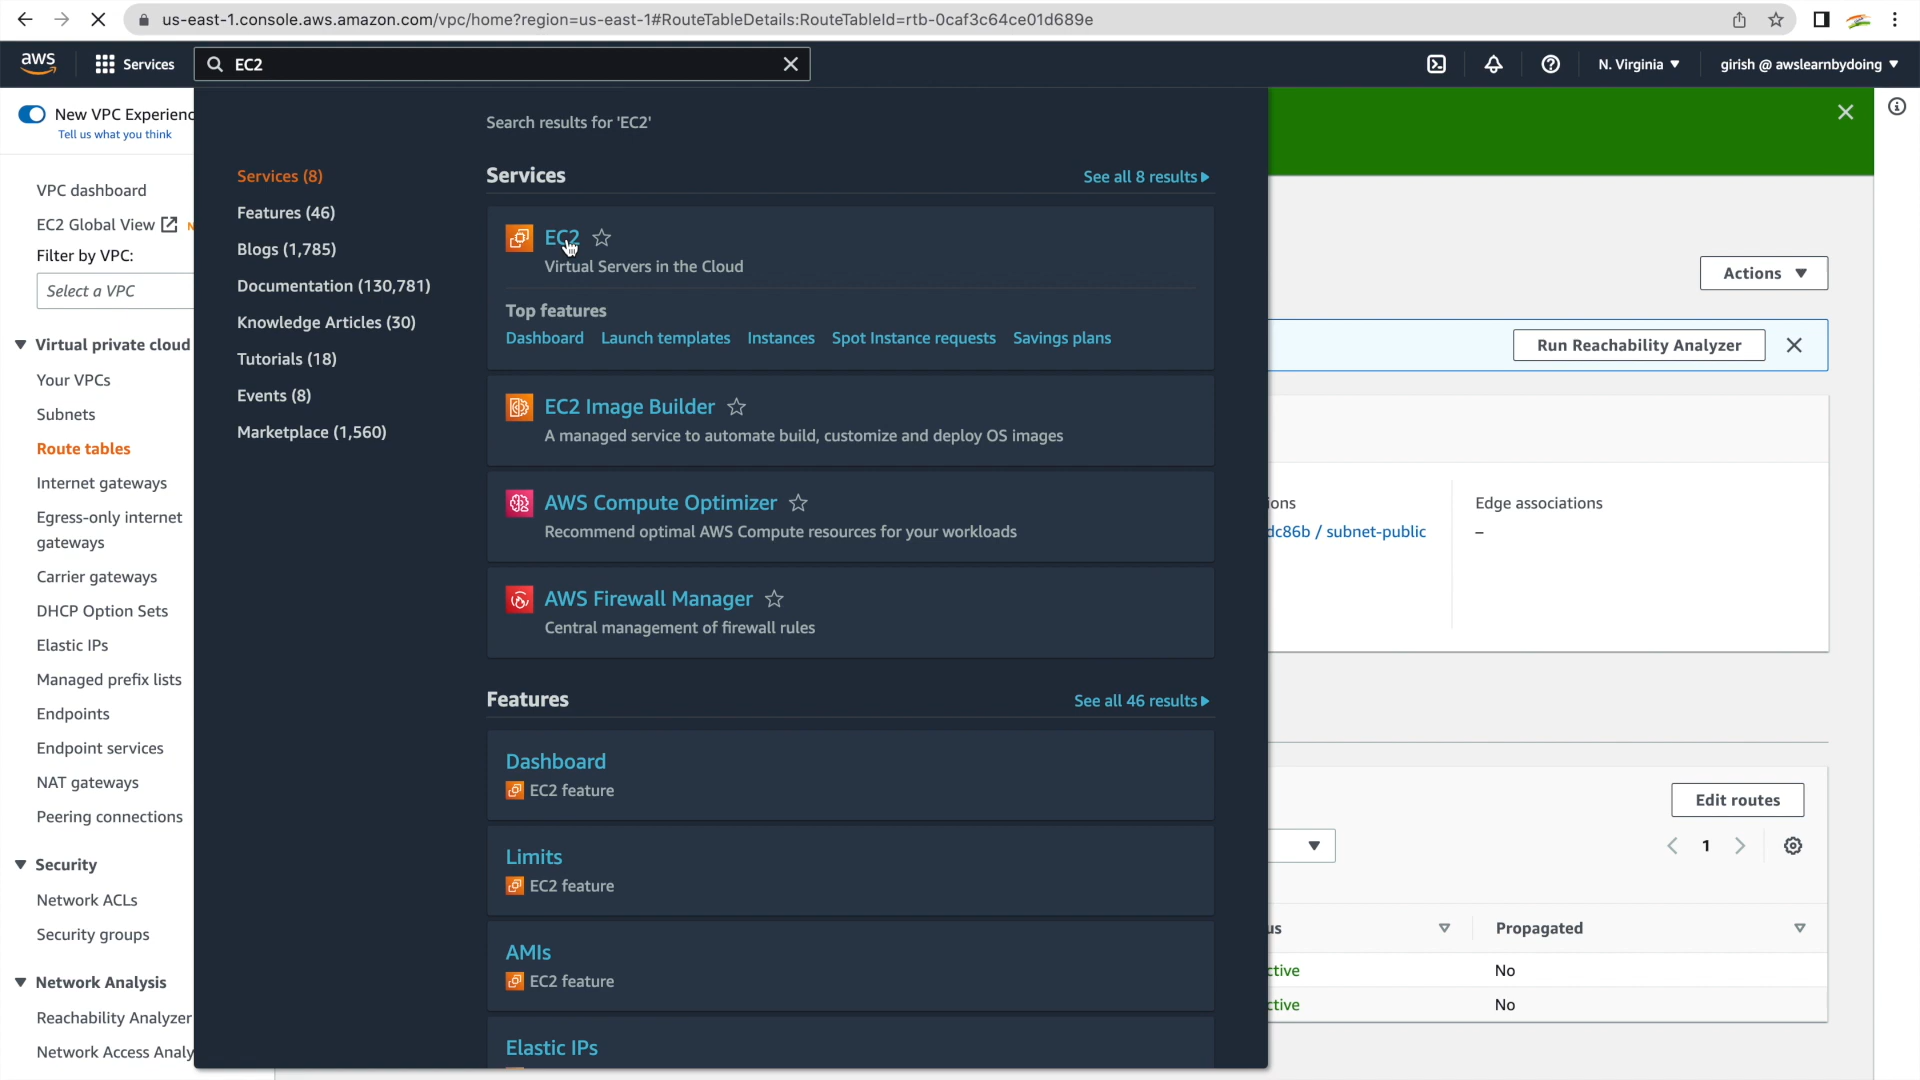 us-east-1.console.aws.amazon.com/vpc/home?region=us-east-1#RouteTableDetails:RouteTableId=rtb-0caf3c64ce01d689e
aws
Services
EC2
N. Virginia
girish @ awslearnbydoing
New VPC Experienc
Tell us what you think
VPC dashboard
EC2 Global View
N
Filter by VPC:
Select a VPC
Virtual private cloud
Your VPCs
Subnets
Route tables
Internet gateways
Egress-only internet
gateways
Carrier gateways
DHCP Option Sets
Elastic IPs
Managed prefix lists
Endpoints
Endpoint services
NAT gateways
Peering connections
Security
Network ACLs
Security groups
Network Analysis
Reachability Analyzer
Network Access Analy
Search results for 'EC2'
Services (8)
Features (46)
Blogs (1,785)
Documentation (130,781)
Knowledge Articles (30)
Tutorials (18)
Events (8)
Marketplace (1,560)
Services
See all 8 results
EC2
Virtual Servers in the Cloud
Top features
Dashboard Launch templates Instances Spot Instance requests Savings plans
EC2 Image Builder
A managed service to automate build, customize and deploy OS images
AWS Compute Optimizer
Recommend optimal AWS Compute resources for your workloads
AWS Firewall Manager
Central management of firewall rules
Features
See all 46 results
Dashboard
EC2 feature
Limits
EC2 feature
AMIs
EC2 feature
Elastic IPs
Actions
Run Reachability Analyzer
ions
dc86b / subnet-public
Edge associations
–
Edit routes
1
us
Propagated
ctive
No
ctive
No